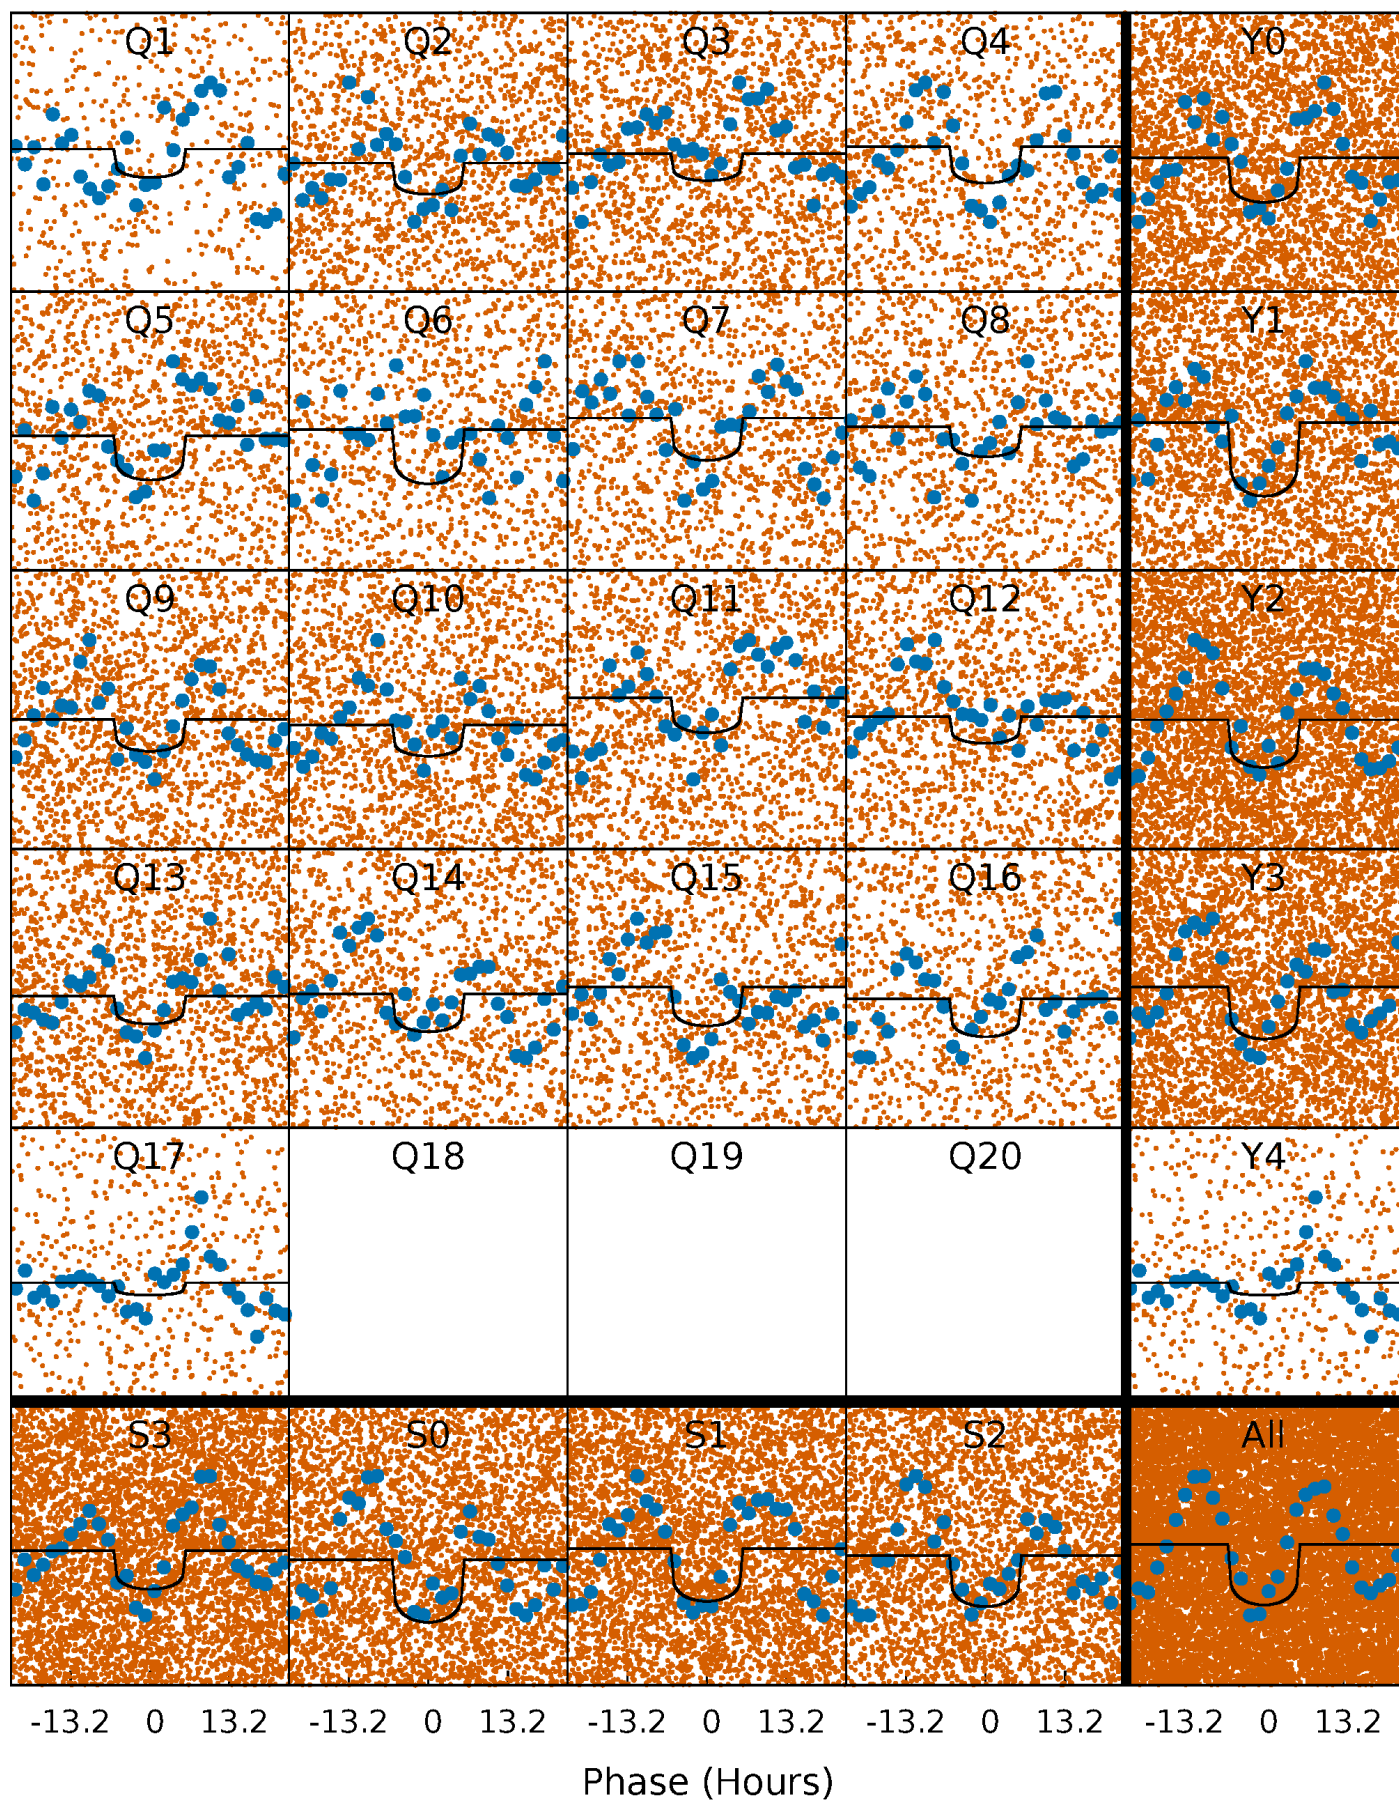 Q1 Q2 Q3 Q4 Y0
Q5 Q6 Q7 Q8 Y1
Q9 Q10 Q11 Q12 Y2
Q13 Q14 Q15 Q16 Y3
Q17 Q18 Q19 Q20 Y4
S3 S0 S1 S2 All
-13.2 0 13.2 -13.2 0 13.2 -13.2 0 13.2 -13.2 0 13.2 -13.2 0 13.2
Phase (Hours)